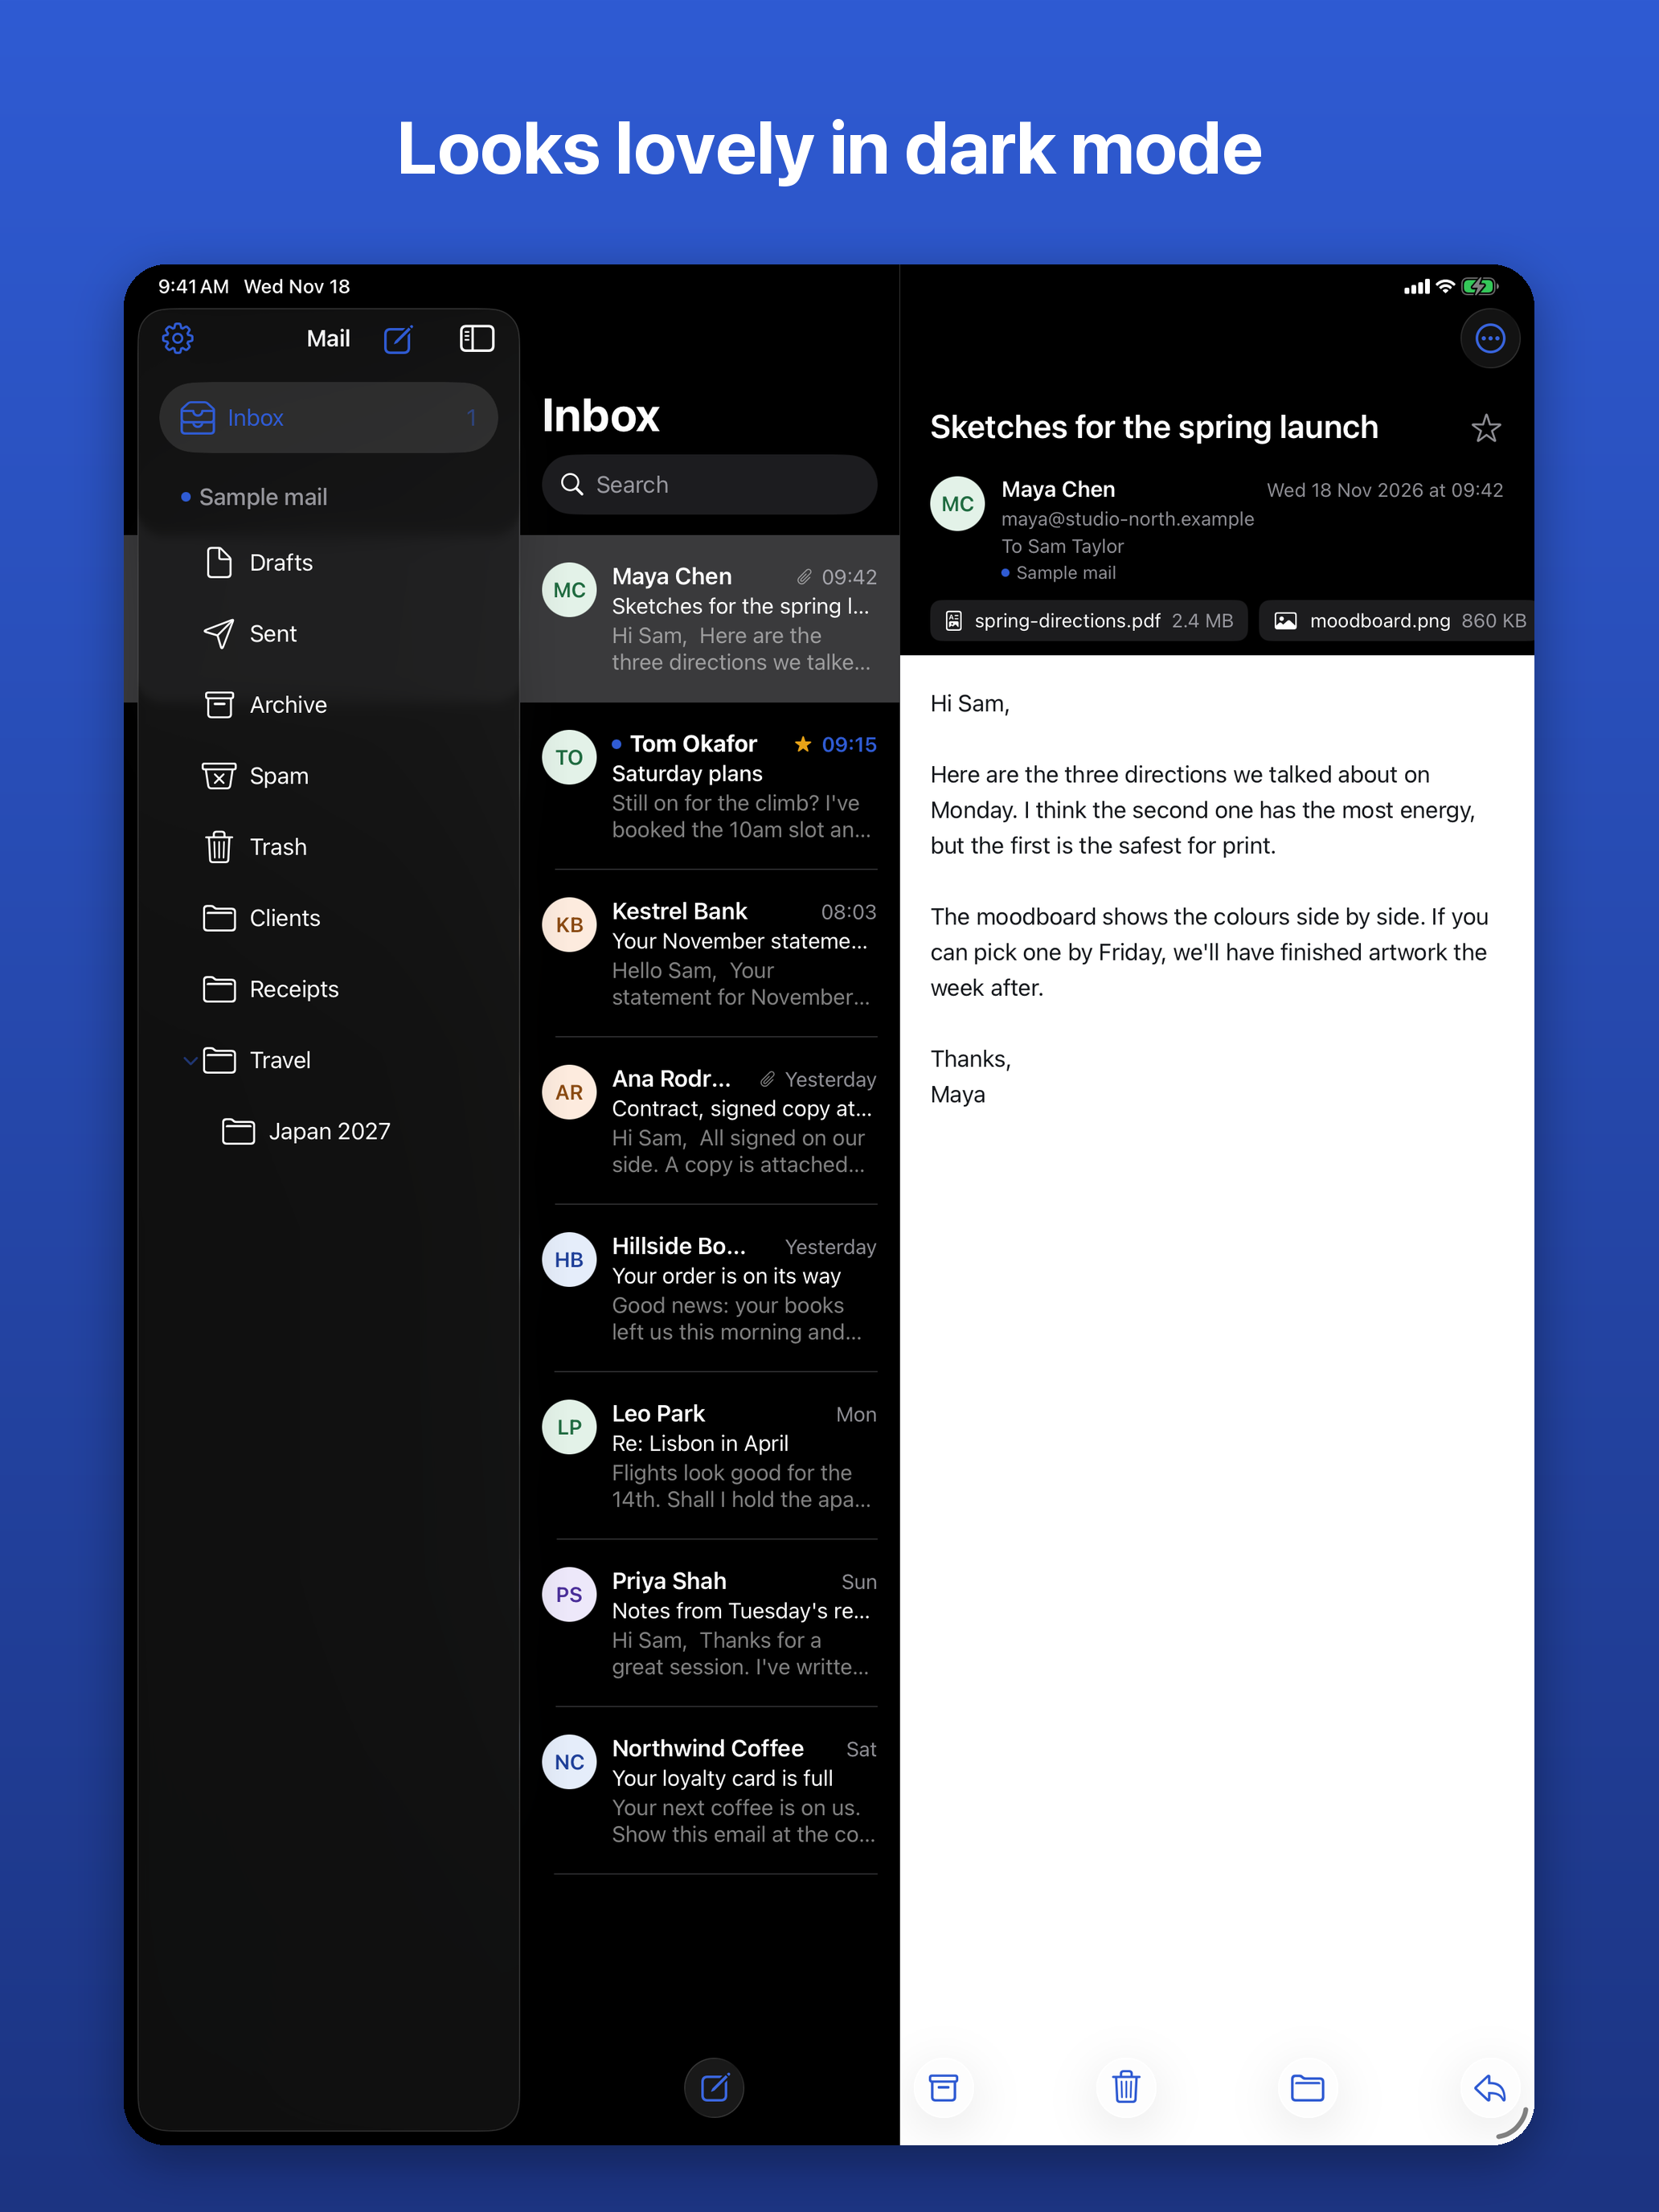 Looks lovely in dark mode
9:41 AM Wed Nov 18
Mail
Inbox 1
Sample mail
Drafts
Sent
Archive
Spam
Trash
Clients
Receipts
Travel
Japan 2027
Inbox
Search
MC Maya Chen 09:42
Sketches for the spring l...
Hi Sam, Here are the
three directions we talke...
TO Tom Okafor 09:15
Saturday plans
Still on for the climb? I've
booked the 10am slot an...
KB Kestrel Bank 08:03
Your November stateme...
Hello Sam, Your
statement for November...
AR Ana Rodr... Yesterday
Contract, signed copy at...
Hi Sam, All signed on our
side. A copy is attached...
HB Hillside Bo... Yesterday
Your order is on its way
Good news: your books
left us this morning and...
LP Leo Park Mon
Re: Lisbon in April
Flights look good for the
14th. Shall I hold the apa...
PS Priya Shah Sun
Notes from Tuesday's re...
Hi Sam, Thanks for a
great session. I've writte...
NC Northwind Coffee Sat
Your loyalty card is full
Your next coffee is on us.
Show this email at the co...
Sketches for the spring launch
MC Maya Chen Wed 18 Nov 2026 at 09:42
maya@studio-north.example
To Sam Taylor
Sample mail
spring-directions.pdf 2.4 MB moodboard.png 860 KB
Hi Sam,
Here are the three directions we talked about on
Monday. I think the second one has the most energy,
but the first is the safest for print.
The moodboard shows the colours side by side. If you
can pick one by Friday, we'll have finished artwork the
week after.
Thanks,
Maya